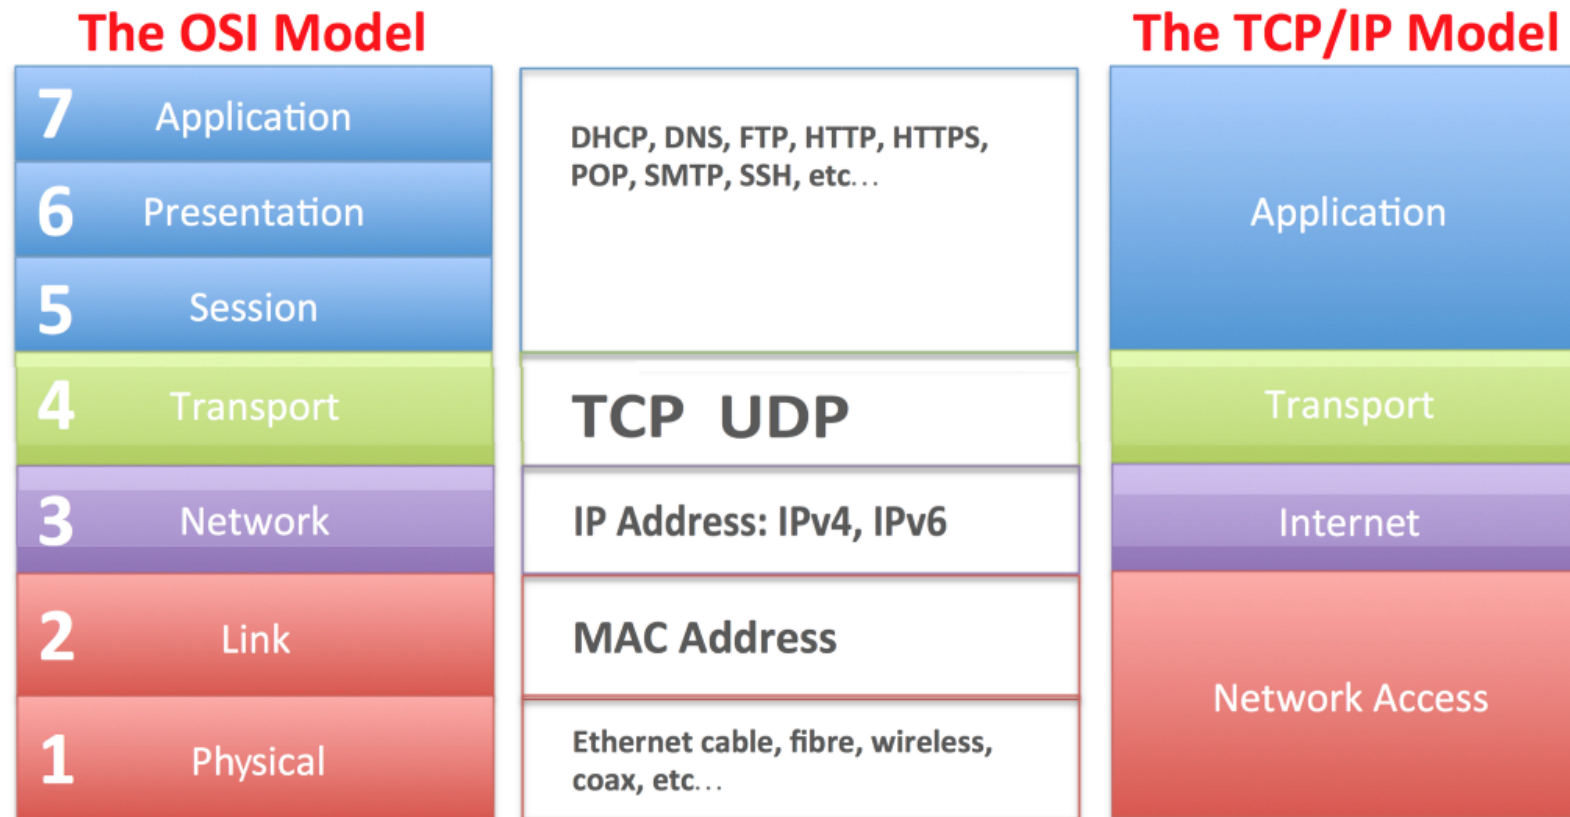 The OSI Model
The TCP/IP Model
7 Application
6 Presentation
5 Session
4 Transport
3 Network
2 Link
1 Physical
DHCP, DNS, FTP, HTTP, HTTPS,
POP, SMTP, SSH, etc...
TCP UDP
IP Address: IPv4, IPv6
MAC Address
Ethernet cable, fibre, wireless,
coax, etc...
Application
Transport
Internet
Network Access